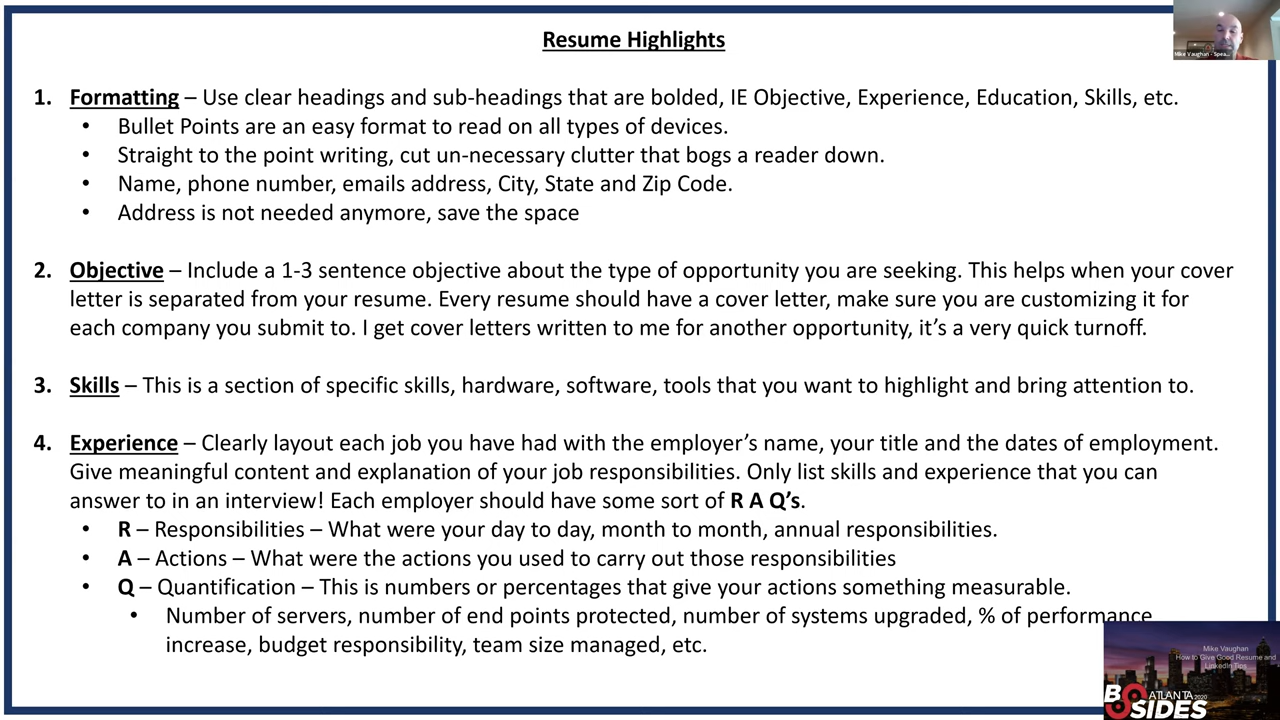 Resume Highlights
Mike Vaughan - Spea...
1. Formatting – Use clear headings and sub-headings that are bolded, IE Objective, Experience, Education, Skills, etc.
• Bullet Points are an easy format to read on all types of devices.
• Straight to the point writing, cut un-necessary clutter that bogs a reader down.
• Name, phone number, emails address, City, State and Zip Code.
• Address is not needed anymore, save the space
2. Objective – Include a 1-3 sentence objective about the type of opportunity you are seeking. This helps when your cover
letter is separated from your resume. Every resume should have a cover letter, make sure you are customizing it for
each company you submit to. I get cover letters written to me for another opportunity, it’s a very quick turnoff.
3. Skills – This is a section of specific skills, hardware, software, tools that you want to highlight and bring attention to.
4. Experience – Clearly layout each job you have had with the employer’s name, your title and the dates of employment.
Give meaningful content and explanation of your job responsibilities. Only list skills and experience that you can
answer to in an interview! Each employer should have some sort of R A Q’s.
• R – Responsibilities – What were your day to day, month to month, annual responsibilities.
• A – Actions – What were the actions you used to carry out those responsibilities
• Q – Quantification – This is numbers or percentages that give your actions something measurable.
• Number of servers, number of end points protected, number of systems upgraded, % of performance
increase, budget responsibility, team size managed, etc.
Mike Vaughan
How to Give Good Resume and
LinkedIn Tips
BSIDES ATLANTA 2020